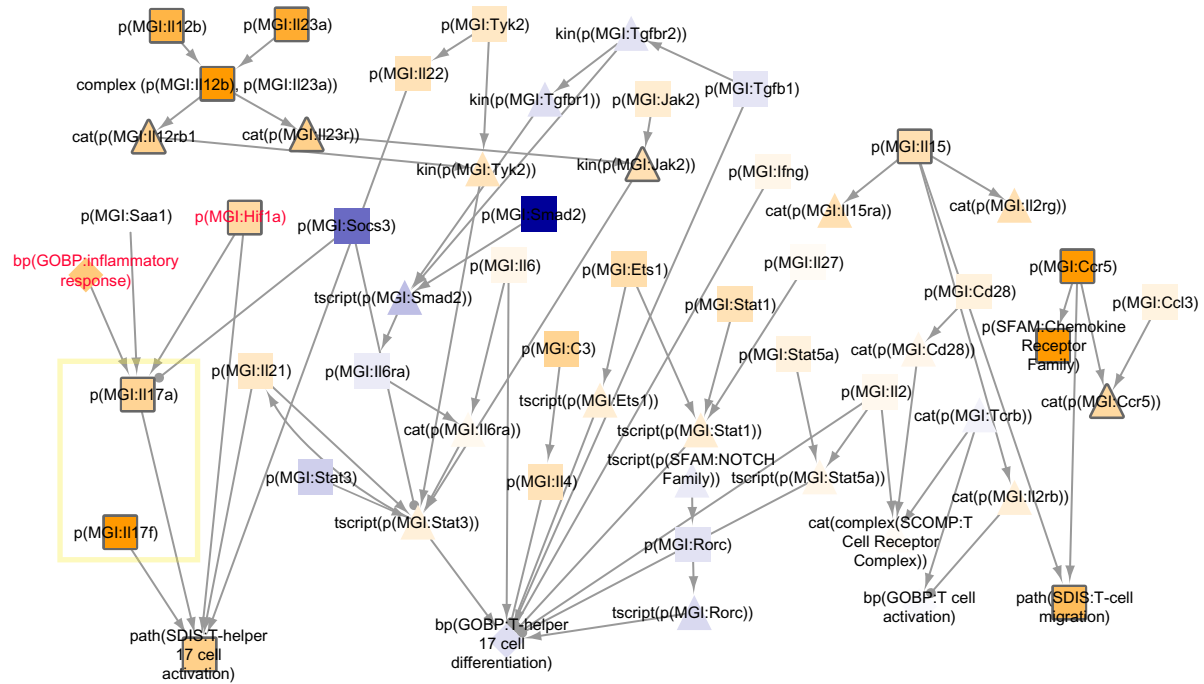 p(MGI:Il12b)
p(MGI:Il23a)
p(MGI:Tyk2)
kin(p(MGI:Tgfbr2))
p(MGI:Il22)
complex (p(MGI:Il12b), p(MGI:Il23a))
kin(p(MGI:Tgfbr1))
p(MGI:Jak2)
p(MGI:Tgfb1)
cat(p(MGI:Il12rb1
cat(p(MGI:Il23r))
kin(p(MGI:Tyk2))
kin(p(MGI:Jak2))
p(MGI:Ifng)
p(MGI:Il15)
p(MGI:Saa1)
p(MGI:Hif1a)
p(MGI:Socs3)
p(MGI:Smad2)
cat(p(MGI:Il15ra))
cat(p(MGI:Il2rg))
bp(GOBP:inflammatory
response)
p(MGI:Il6)
p(MGI:Ets1)
p(MGI:Il27)
p(MGI:Ccr5)
tscript(p(MGI:Smad2))
p(MGI:Stat1)
p(MGI:Cd28)
p(MGI:Ccl3)
p(SFAM:Chemokine
Receptor
Family)
p(MGI:Il21)
p(MGI:Il6ra)
p(MGI:C3)
p(MGI:Stat5a)
cat(p(MGI:Cd28))
p(MGI:Il17a)
tscript(p(MGI:Ets1))
p(MGI:Il2)
cat(p(MGI:Tcrb))
cat(p(MGI:Ccr5))
cat(p(MGI:Il6ra))
tscript(p(MGI:Stat1))
tscript(p(SFAM:NOTCH
Family))
p(MGI:Stat3)
p(MGI:Il4)
tscript(p(MGI:Stat5a))
cat(p(MGI:Il2rb))
p(MGI:Il17f)
tscript(p(MGI:Stat3))
p(MGI:Rorc)
cat(complex(SCOMP:T
Cell Receptor
Complex))
bp(GOBP:T cell
activation)
path(SDIS:T-cell
migration)
tscript(p(MGI:Rorc))
path(SDIS:T-helper
17 cell
activation)
bp(GOBP:T-helper
17 cell
differentiation)